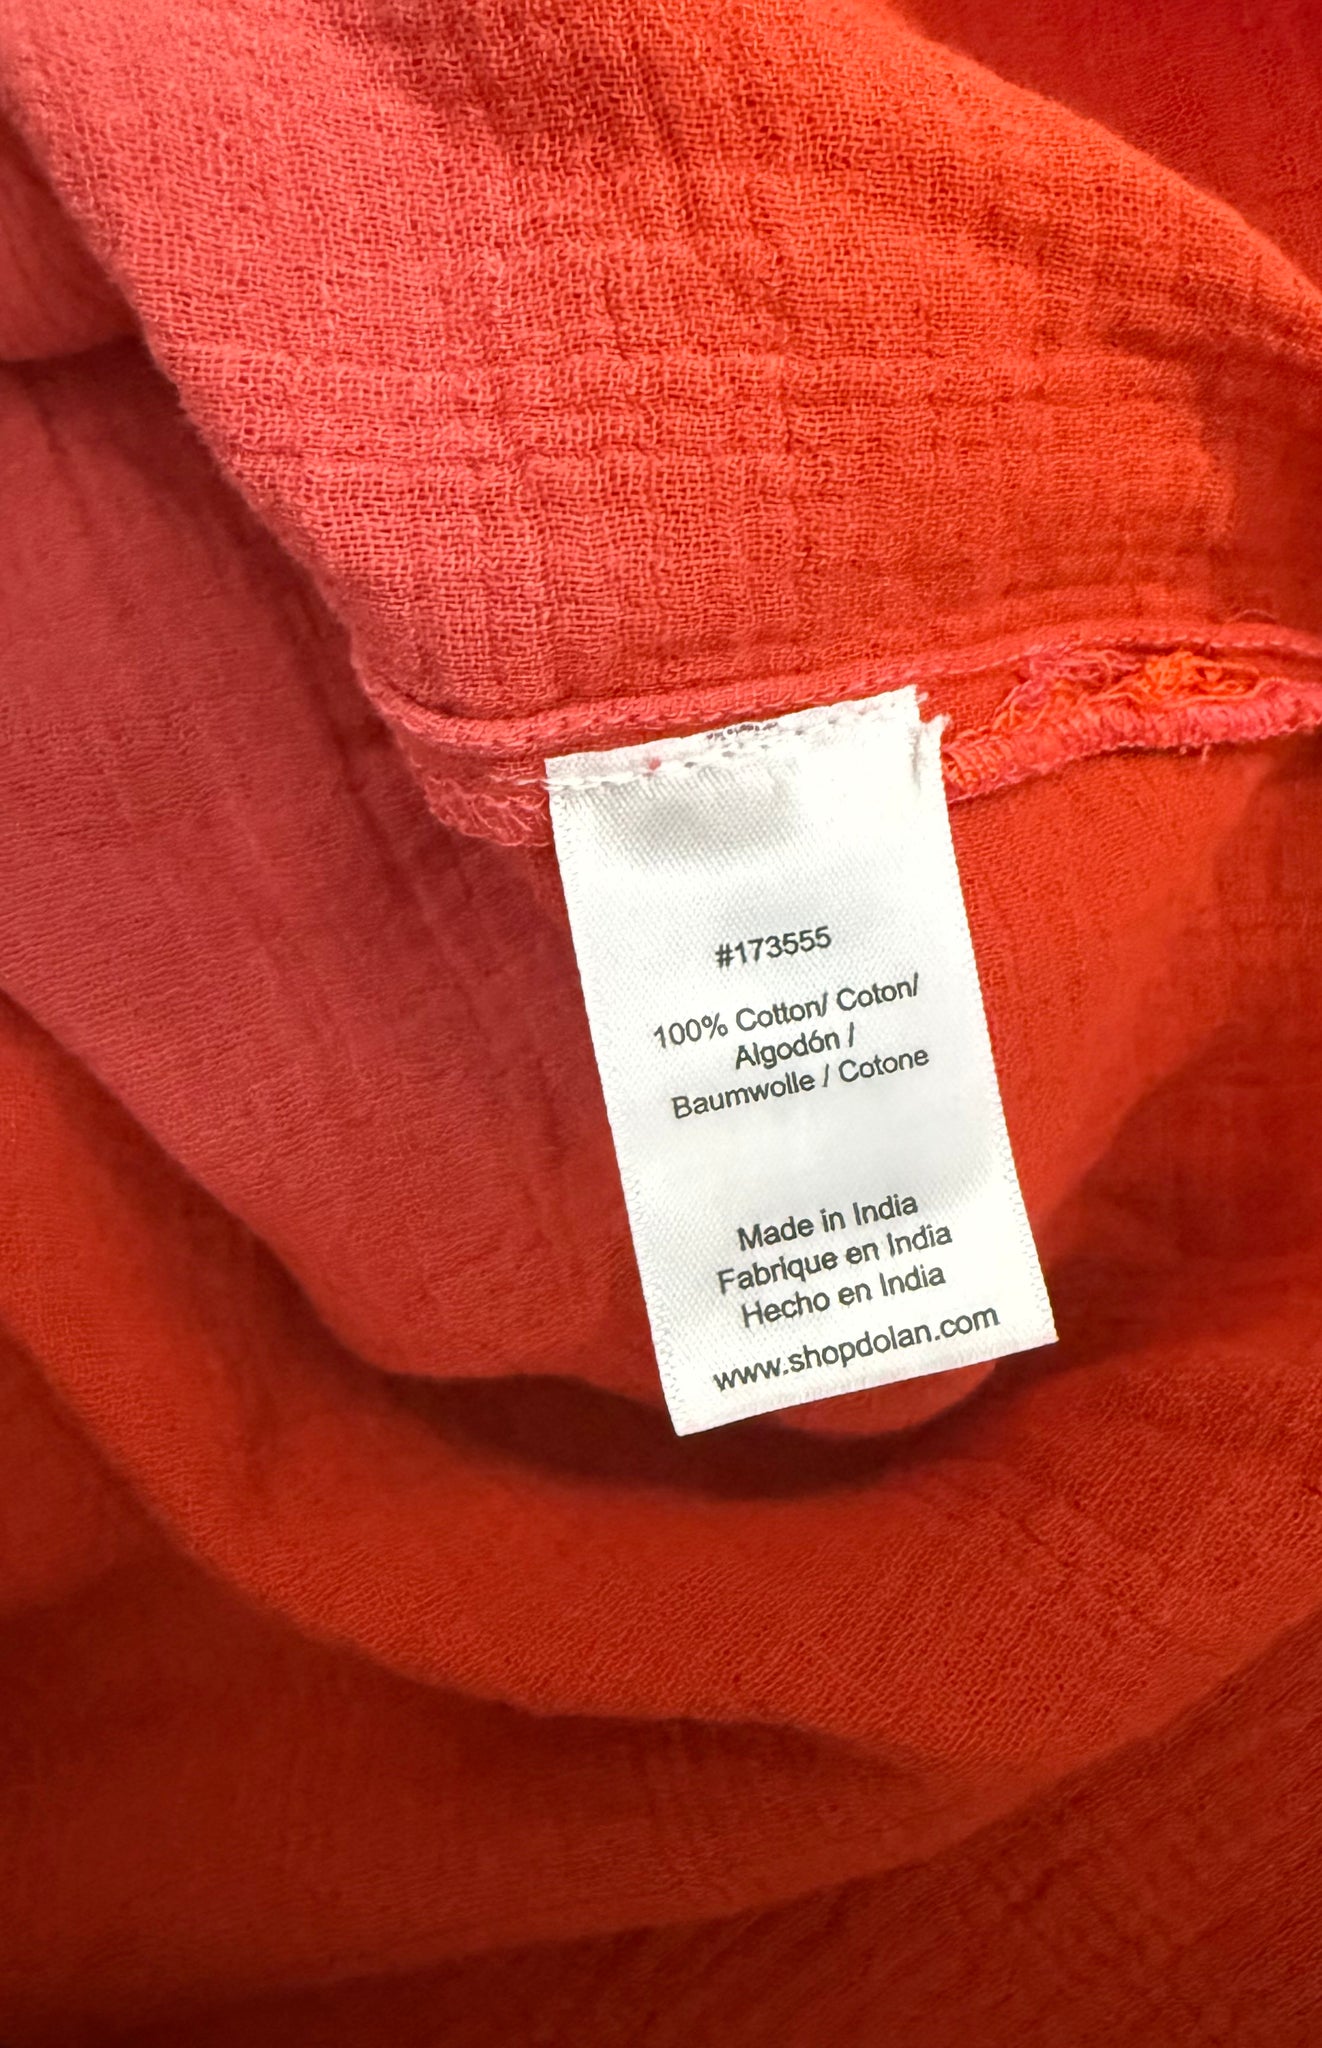 #173555
100% Cotton/ Coton/
Algodón /
Baumwolle / Cotone
Made in India
Fabrique en India
Hecho en India
www.shopdolan.com